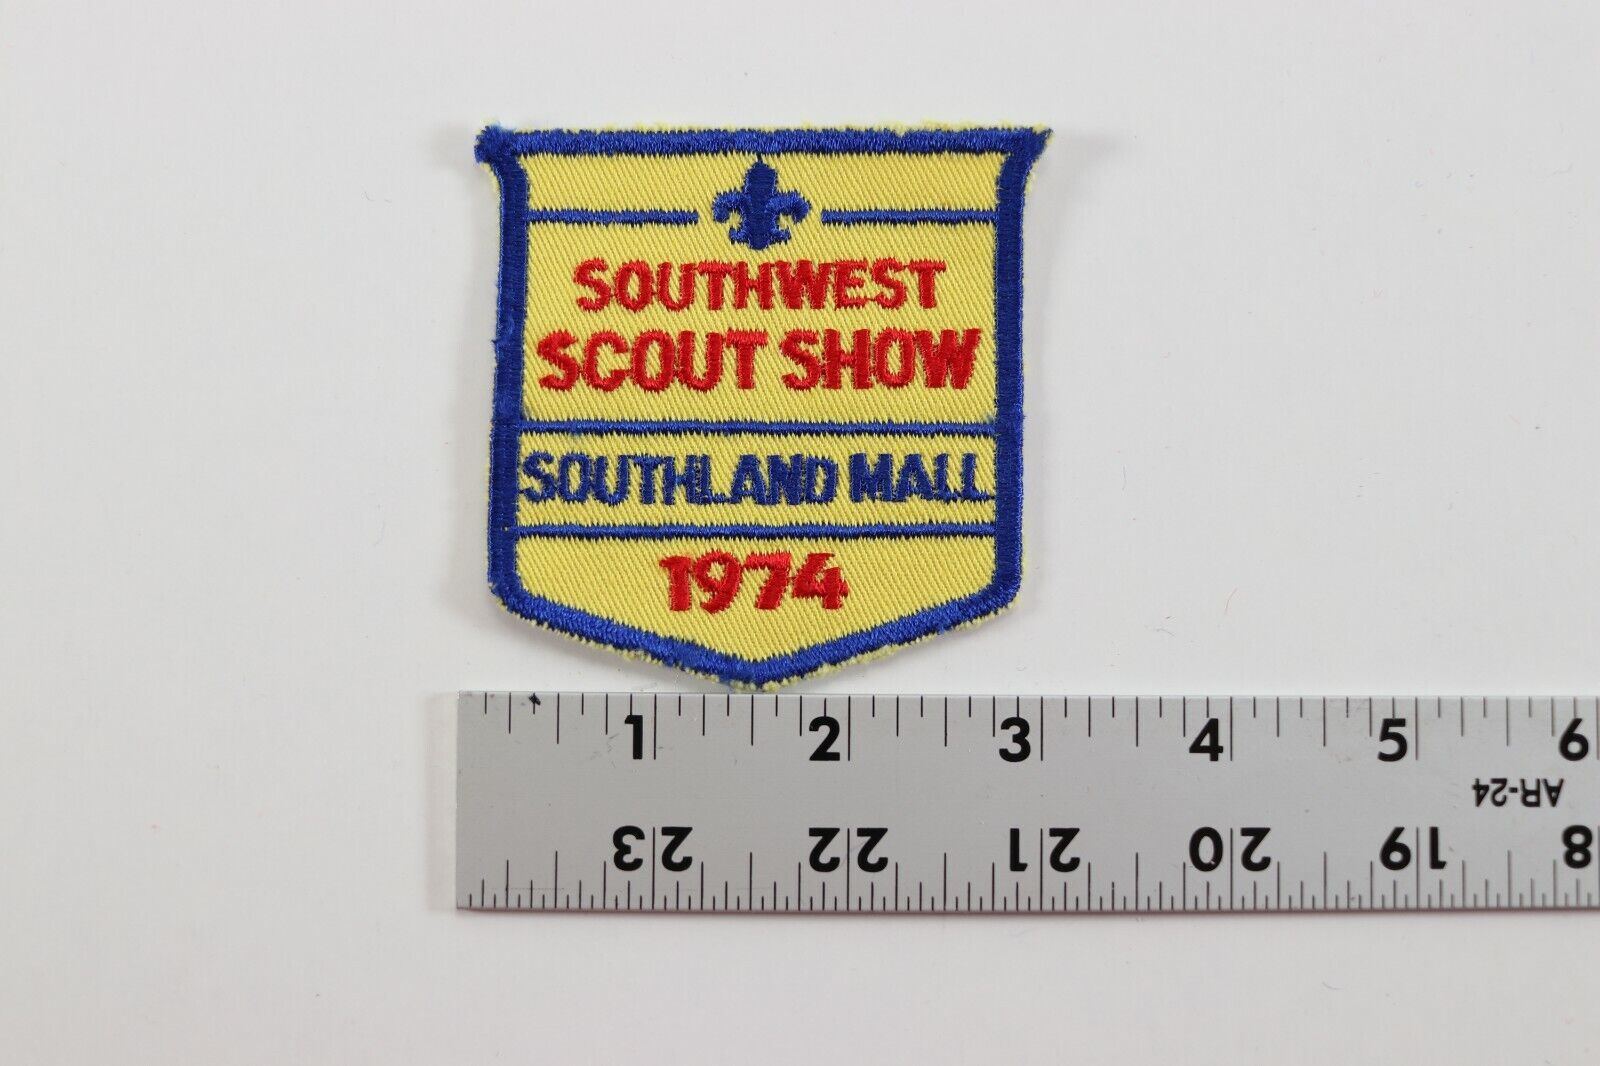 SOUTHWEST
SCOUT SHOW
SOUTHLAND MALL
1974
1 2 3 4 5 6
AR-24
23 22 21 20 19 8